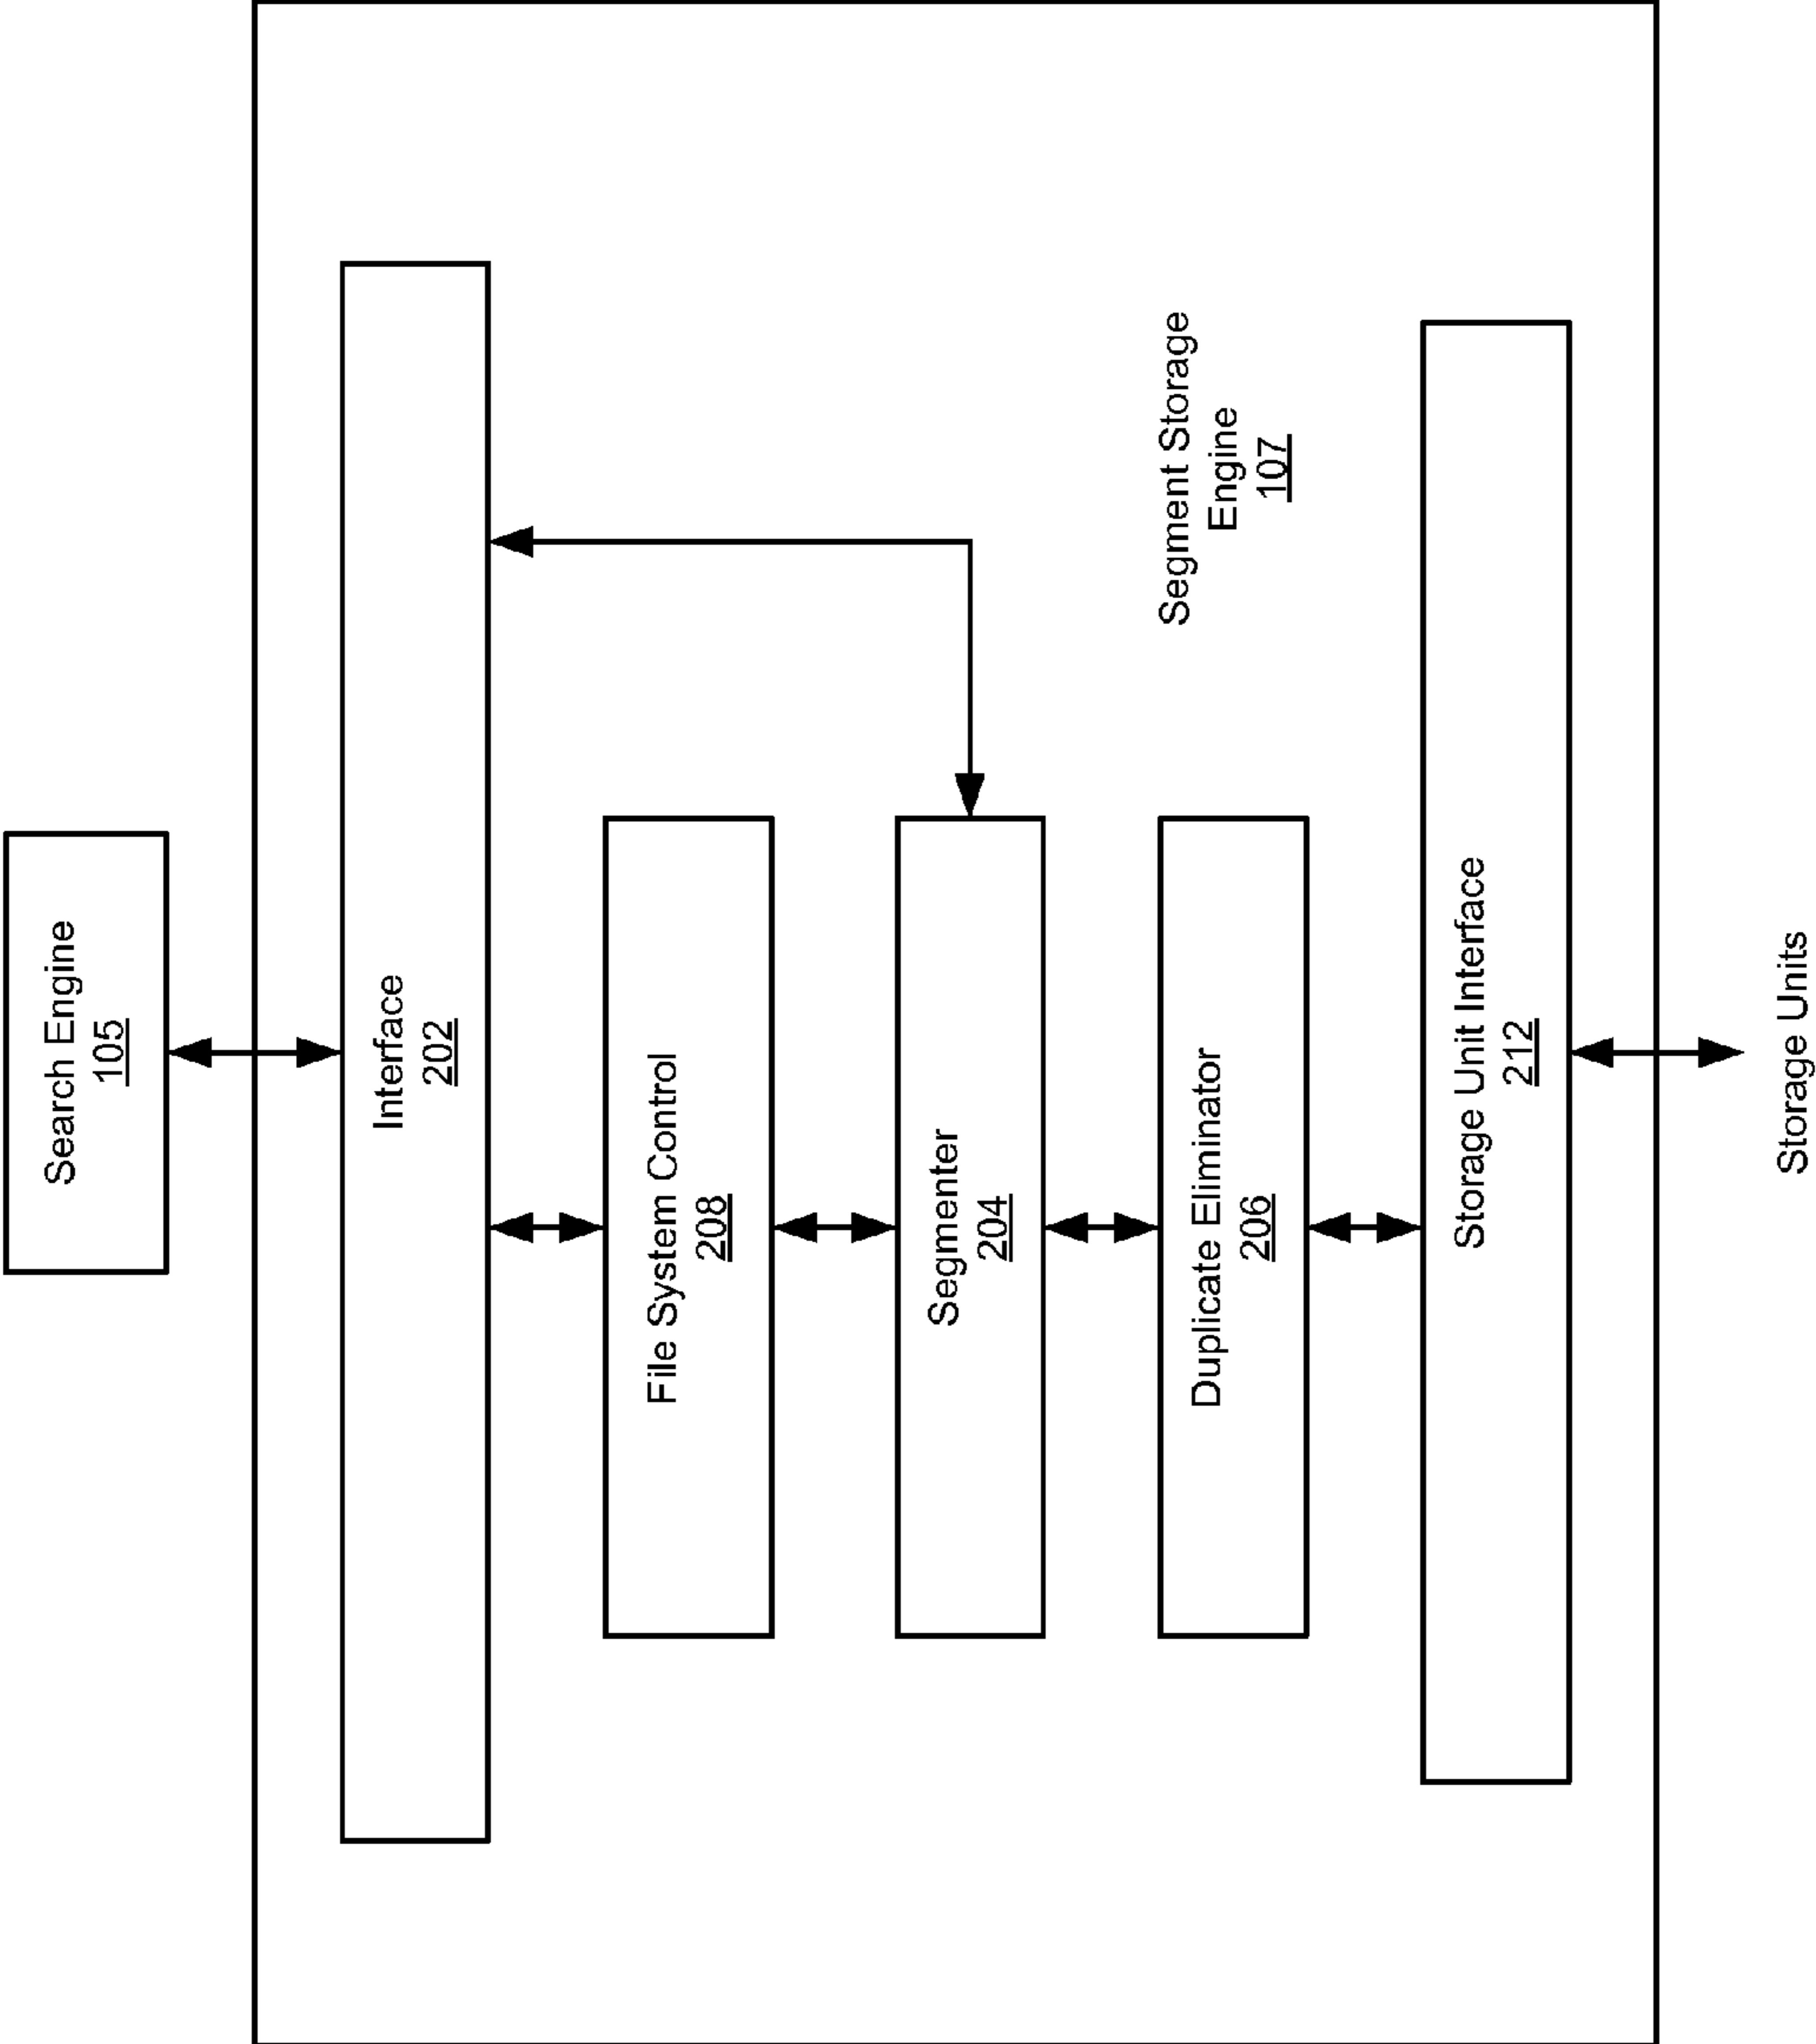 Search Engine
105
Interface
202
File System Control
208
Segmenter
204
Duplicate Eliminator
206
Segment Storage
Engine
107
Storage Unit Interface
212
Storage Units